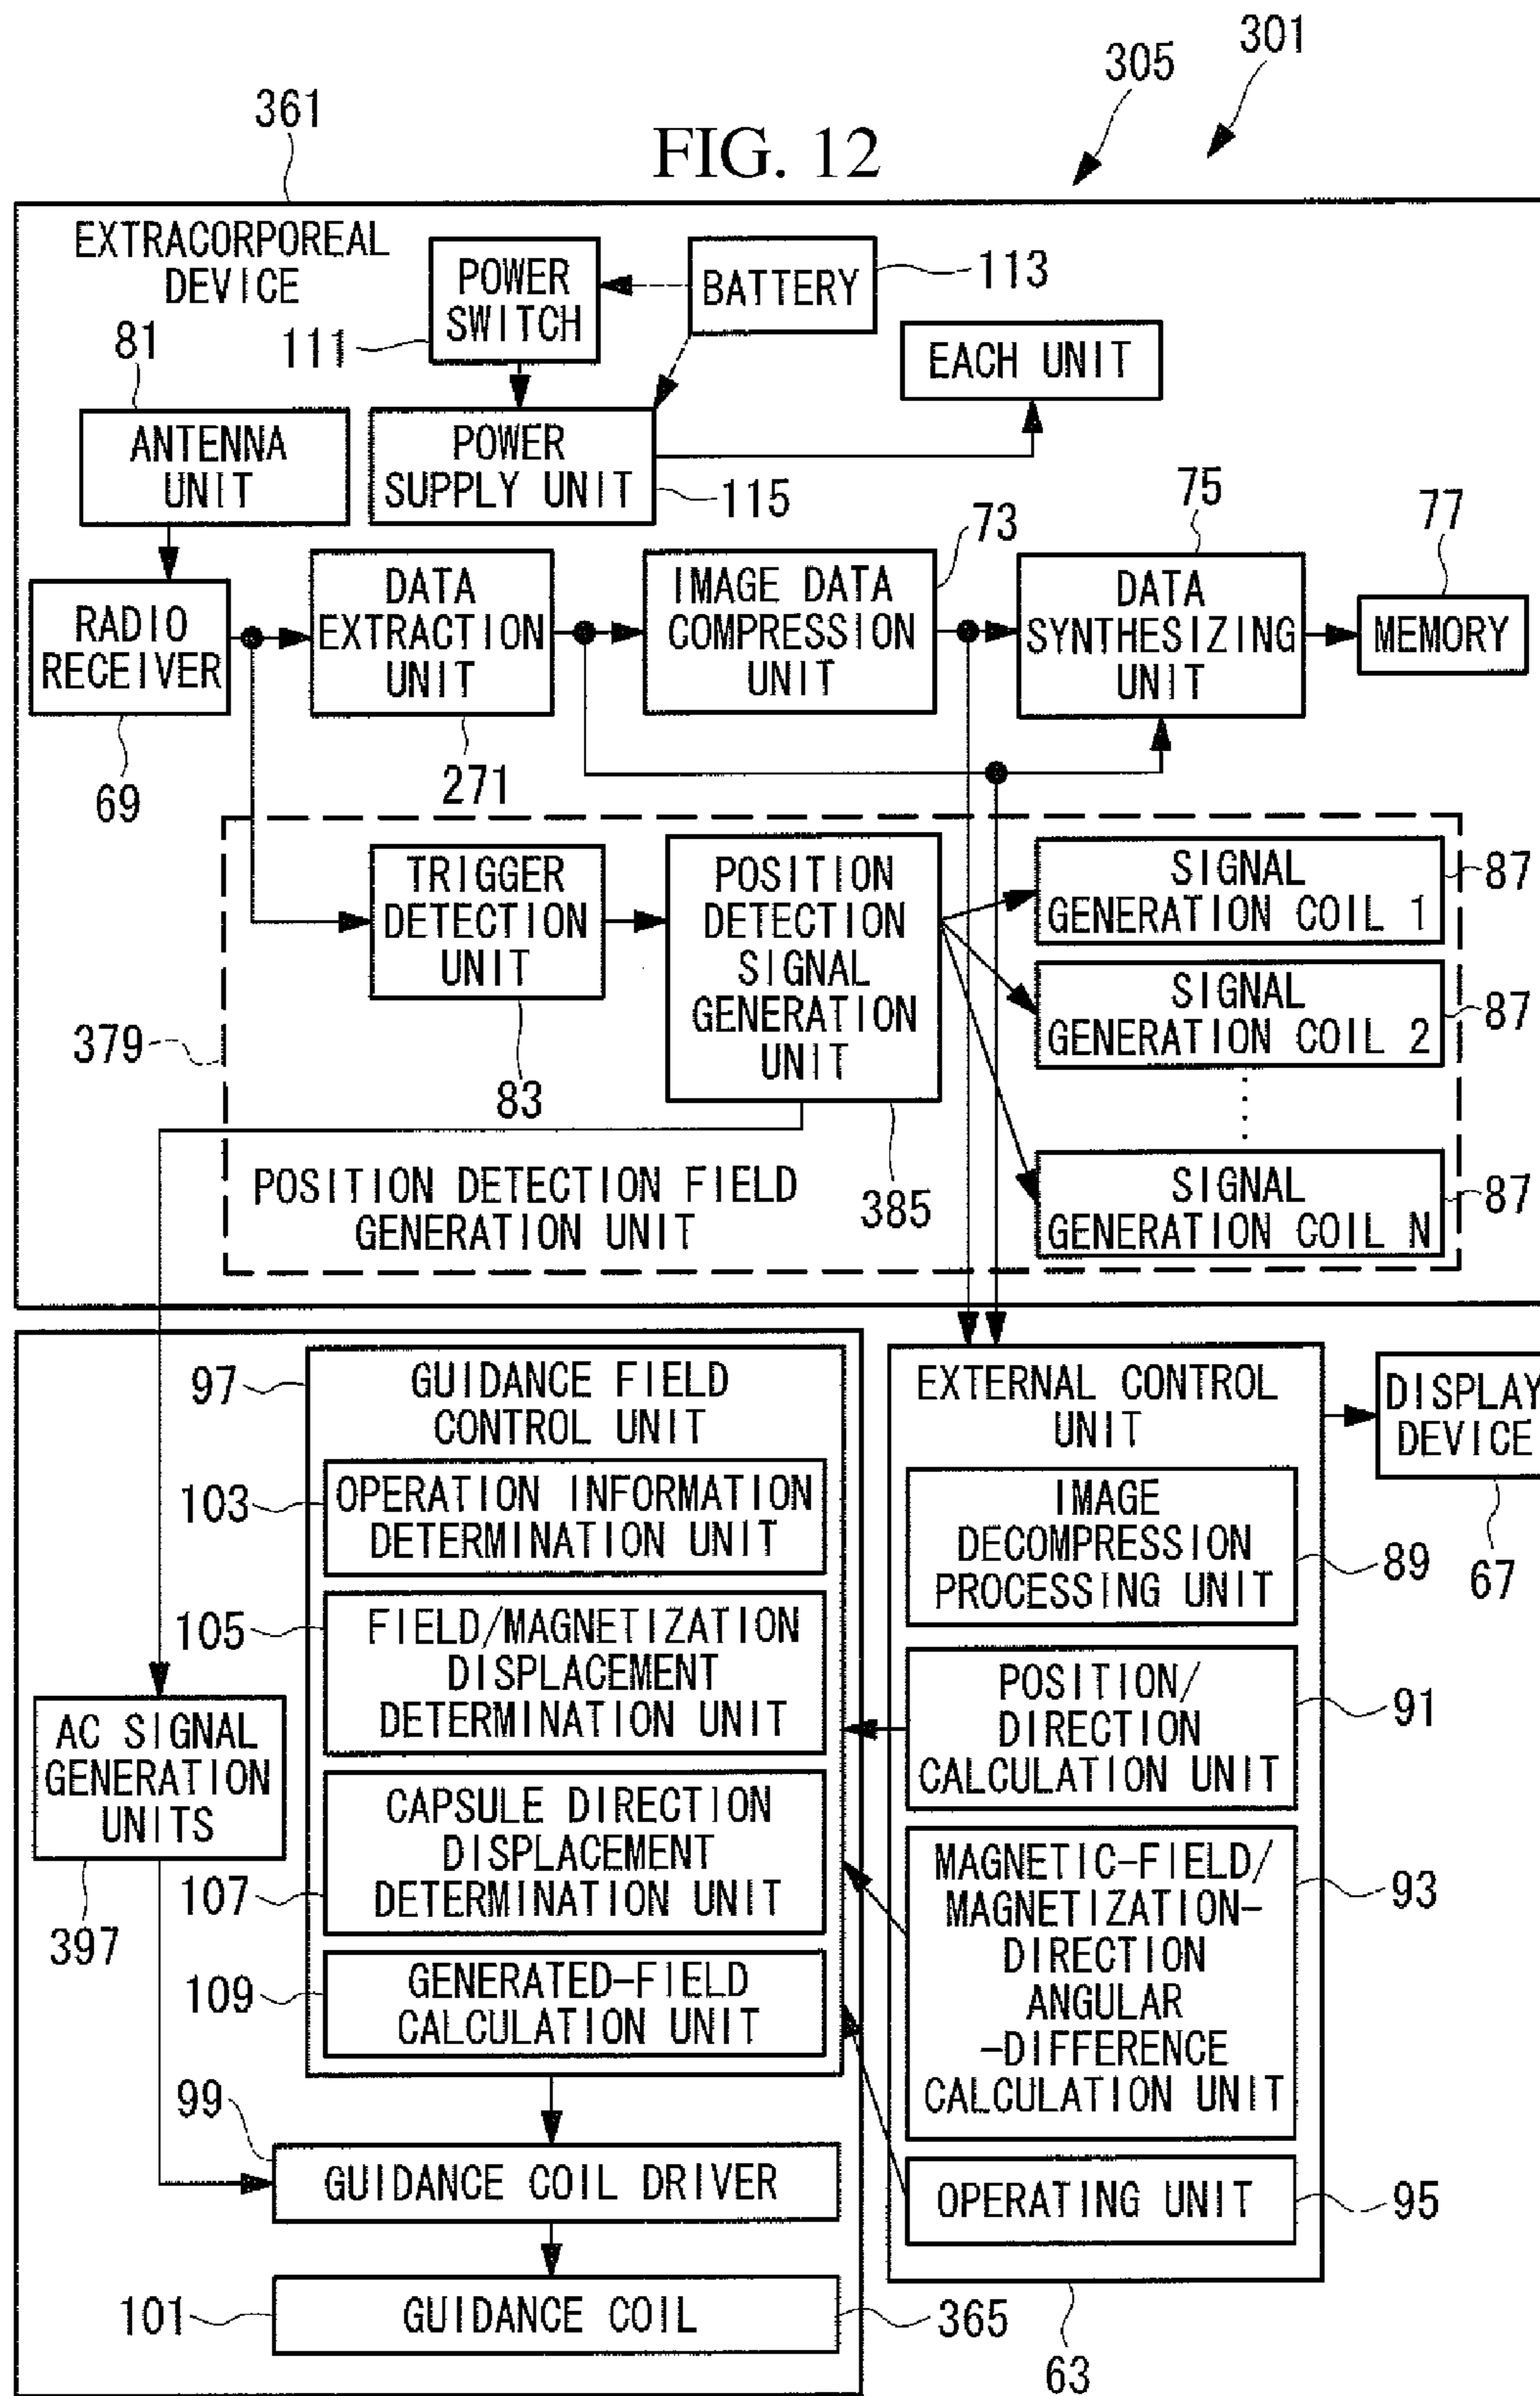 301
305
361
FIG. 12
EXTRACORPOREAL
DEVICE
POWER
SWITCH
BATTERY
113
111
81
EACH UNIT
ANTENNA
UNIT
POWER
SUPPLY UNIT
115
73
75
77
RADIO
RECEIVER
DATA
EXTRACTION
UNIT
IMAGE DATA
COMPRESSION
UNIT
DATA
SYNTHESIZING
UNIT
MEMORY
69
271
TRIGGER
DETECTION
UNIT
POSITION
DETECTION
SIGNAL
GENERATION
UNIT
SIGNAL
GENERATION COIL 1
87
SIGNAL
GENERATION COIL 2
87
379
83
385
SIGNAL
GENERATION COIL N
87
POSITION DETECTION FIELD
GENERATION UNIT
97
GUIDANCE FIELD
CONTROL UNIT
EXTERNAL CONTROL
UNIT
DISPLAY
DEVICE
67
103
OPERATION INFORMATION
DETERMINATION UNIT
IMAGE
DECOMPRESSION
PROCESSING UNIT
89
105
FIELD/MAGNETIZATION
DISPLACEMENT
DETERMINATION UNIT
POSITION/
DIRECTION
CALCULATION UNIT
91
AC SIGNAL
GENERATION
UNITS
397
CAPSULE DIRECTION
DISPLACEMENT
DETERMINATION UNIT
107
MAGNETIC-FIELD/
MAGNETIZATION-
DIRECTION
ANGULAR
-DIFFERENCE
CALCULATION UNIT
93
109
GENERATED-FIELD
CALCULATION UNIT
99
GUIDANCE COIL DRIVER
OPERATING UNIT
95
101
GUIDANCE COIL
365
63